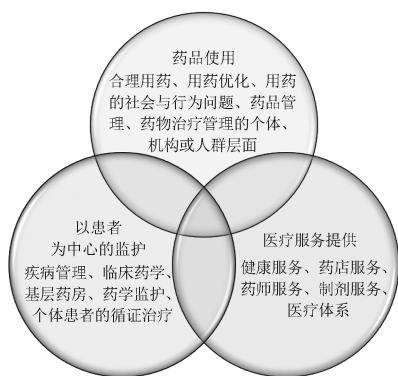 药品使用
合理用药、用药优化、用药
的社会与行为问题、药品管
理、药物治疗管理的个体、
机构或人群层面
以患者
为中心的监护
疾病管理、临床药学、
基层药房、药学监护、
个体患者的循证治疗
医疗服务提供
健康服务、药店服务、
药师服务、制剂服务、
医疗体系